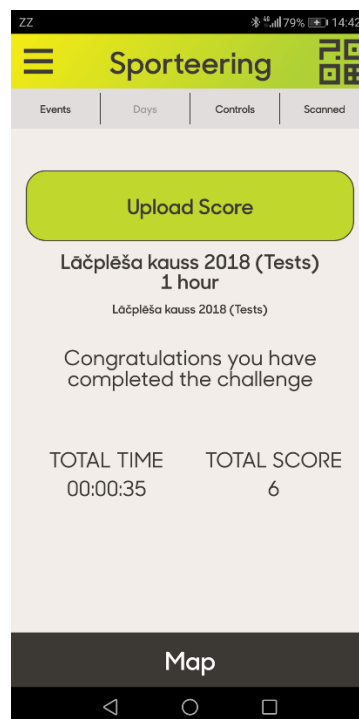 ZZ 4G 79% 14:42
Sporteering
Events Days Controls Scanned
Upload Score
Lāčplēša kauss 2018 (Tests)
1 hour
Lāčplēša kauss 2018 (Tests)
Congratulations you have
completed the challenge
TOTAL TIME TOTAL SCORE
00:00:35 6
Map